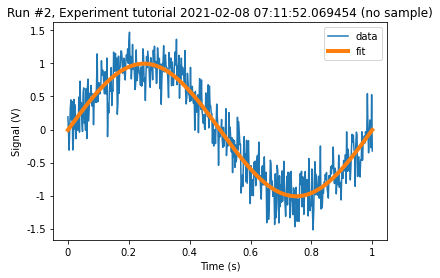 Run #2, Experiment tutorial 2021-02-08 07:11:52.069454 (no sample)
data
fit
Signal (V)
1.5
1
0.5
0
-0.5
-1
-1.5
0
0.2
0.4
0.6
0.8
1
Time (s)